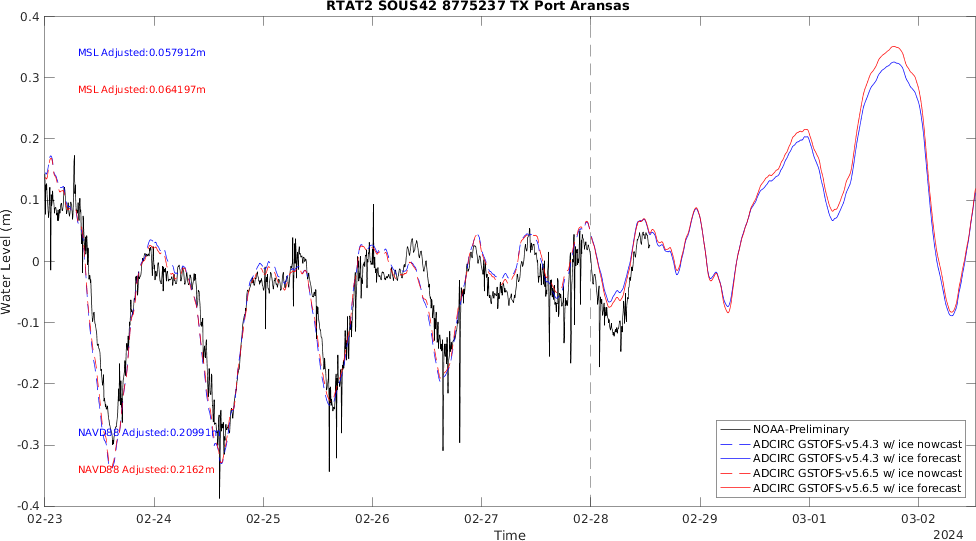 RTAT2 SOUS42 8775237 TX Port Aransas
0.4
MSL Adjusted:0.057912m
0.3
MSL Adjusted:0.064197m
0.2
0.1
0
-0.1
-0.2
-0.3
-0.4
Water Level (m)
NAVD88 Adjusted:0.20991m
NAVD88 Adjusted:0.2162m
NOAA-Preliminary
ADCIRC GSTOFS-v5.4.3 w/ ice nowcast
ADCIRC GSTOFS-v5.4.3 w/ ice forecast
ADCIRC GSTOFS-v5.6.5 w/ ice nowcast
ADCIRC GSTOFS-v5.6.5 w/ ice forecast
02-23 02-24 02-25 02-26 02-27 02-28 02-29 03-01 03-02
Time
2024